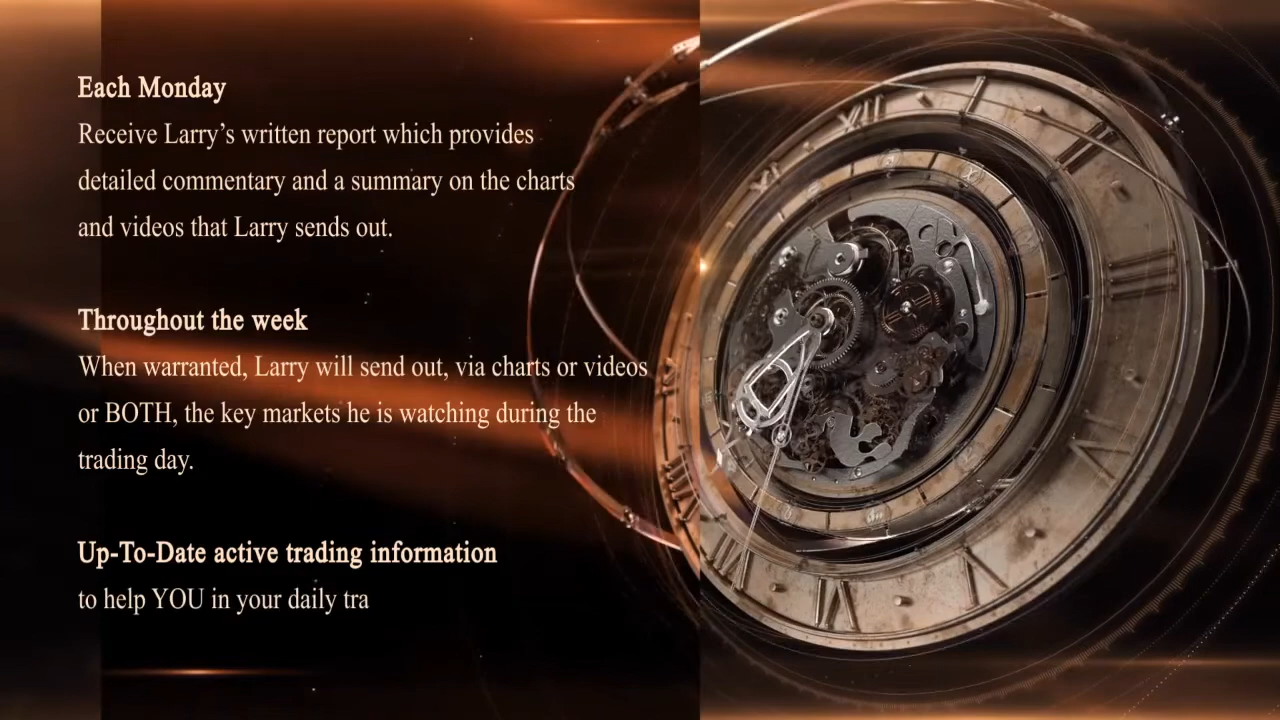 Each Monday
Receive Larry’s written report which provides
detailed commentary and a summary on the charts
and videos that Larry sends out.
Throughout the week
When warranted, Larry will send out, via charts or videos
or BOTH, the key markets he is watching during the
trading day.
Up-To-Date active trading information
to help YOU in your daily tra